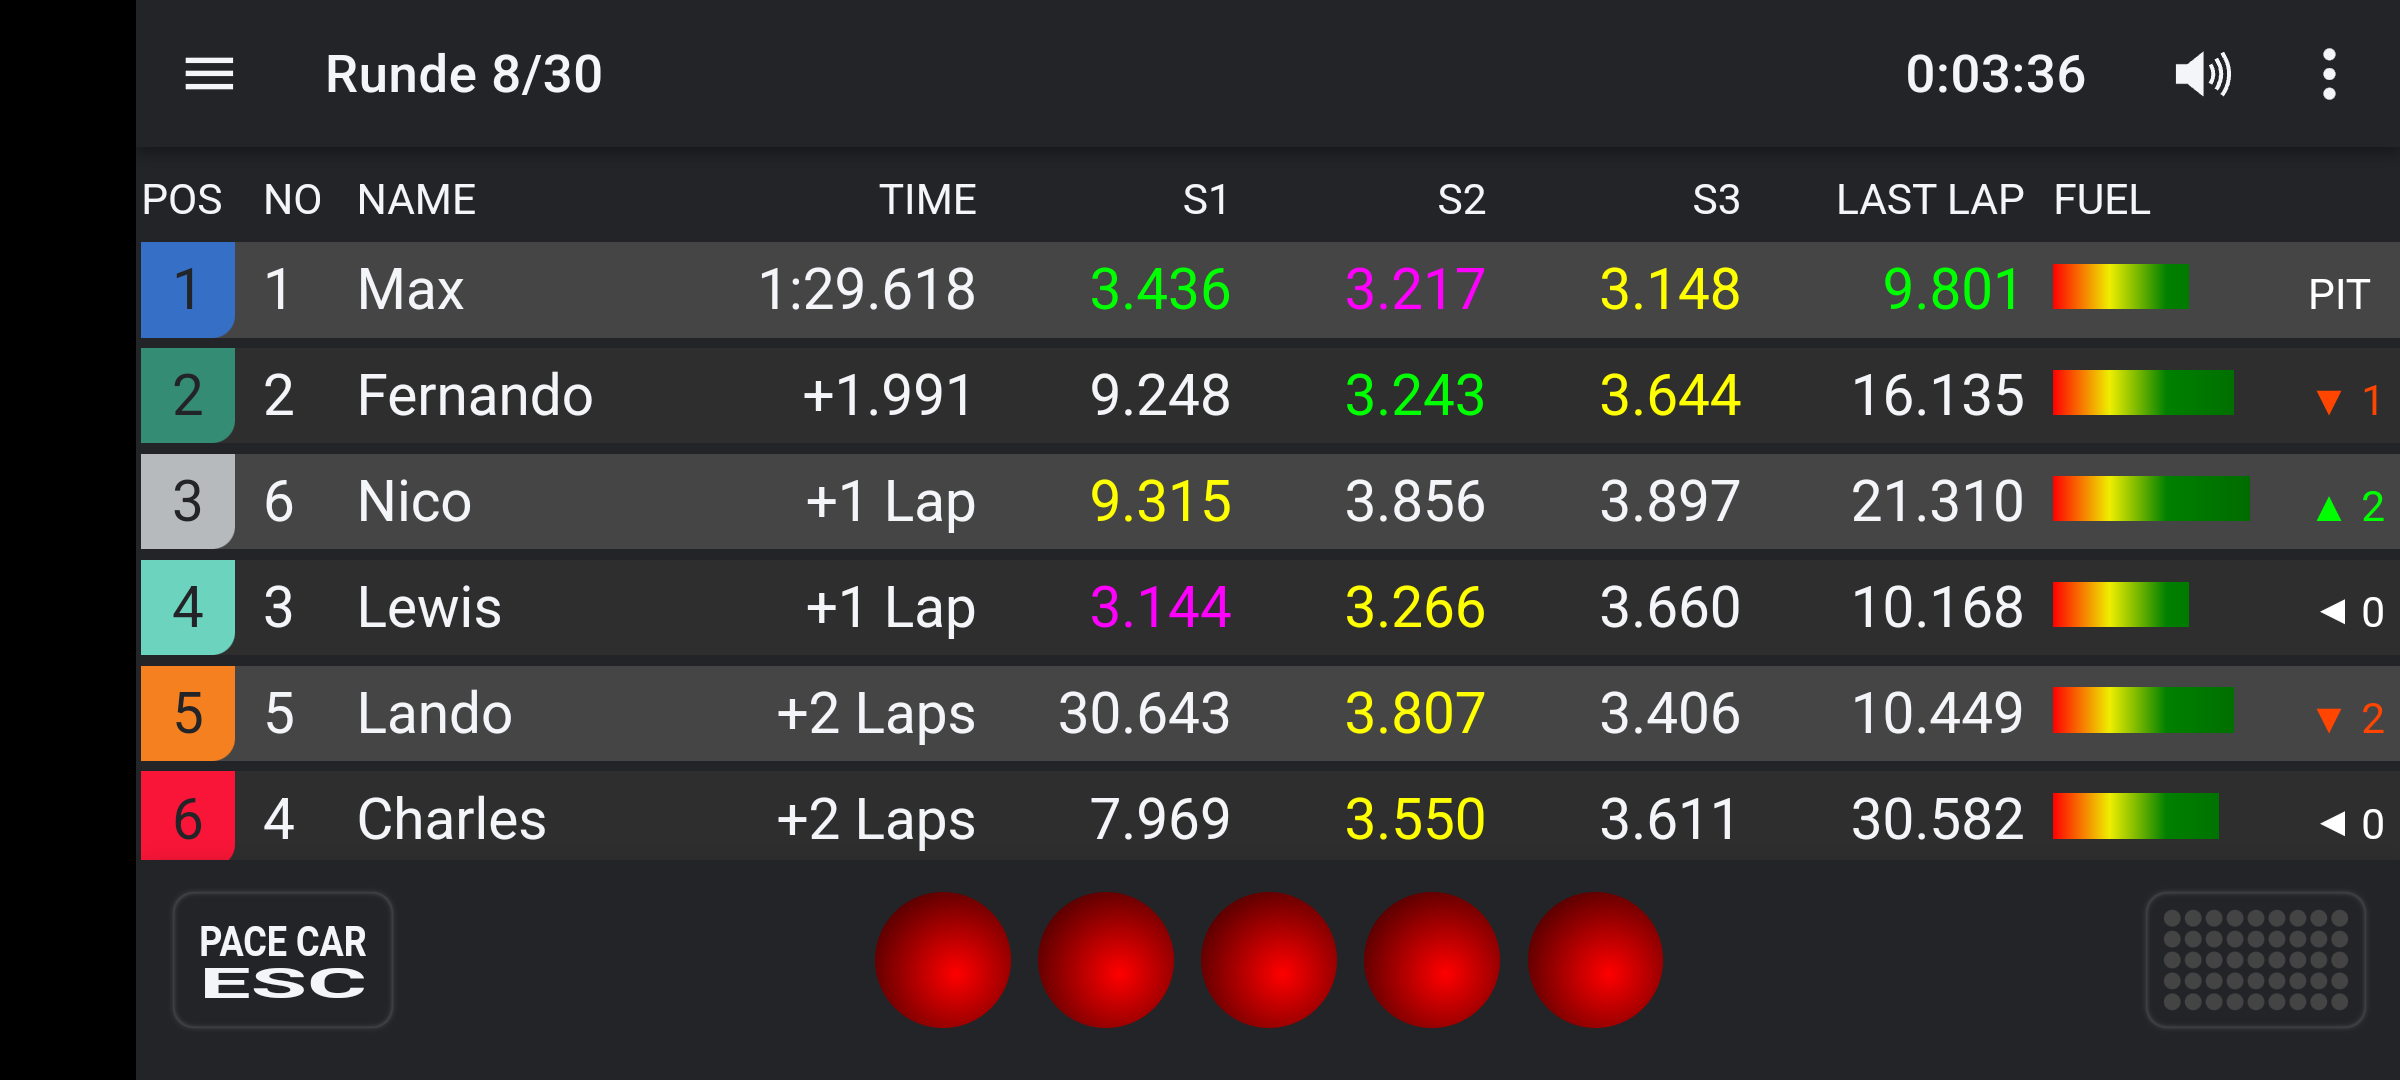 Runde 8/30 0:03:36
POS NO NAME TIME S1 S2 S3 LAST LAP FUEL
1 1 Max 1:29.618 3.436 3.217 3.148 9.801 PIT
2 2 Fernando +1.991 9.248 3.243 3.644 16.135 ▼ 1
3 6 Nico +1 Lap 9.315 3.856 3.897 21.310 ▲ 2
4 3 Lewis +1 Lap 3.144 3.266 3.660 10.168 ◄ 0
5 5 Lando +2 Laps 30.643 3.807 3.406 10.449 ▼ 2
6 4 Charles +2 Laps 7.969 3.550 3.611 30.582 ◄ 0
PACE CAR
ESC